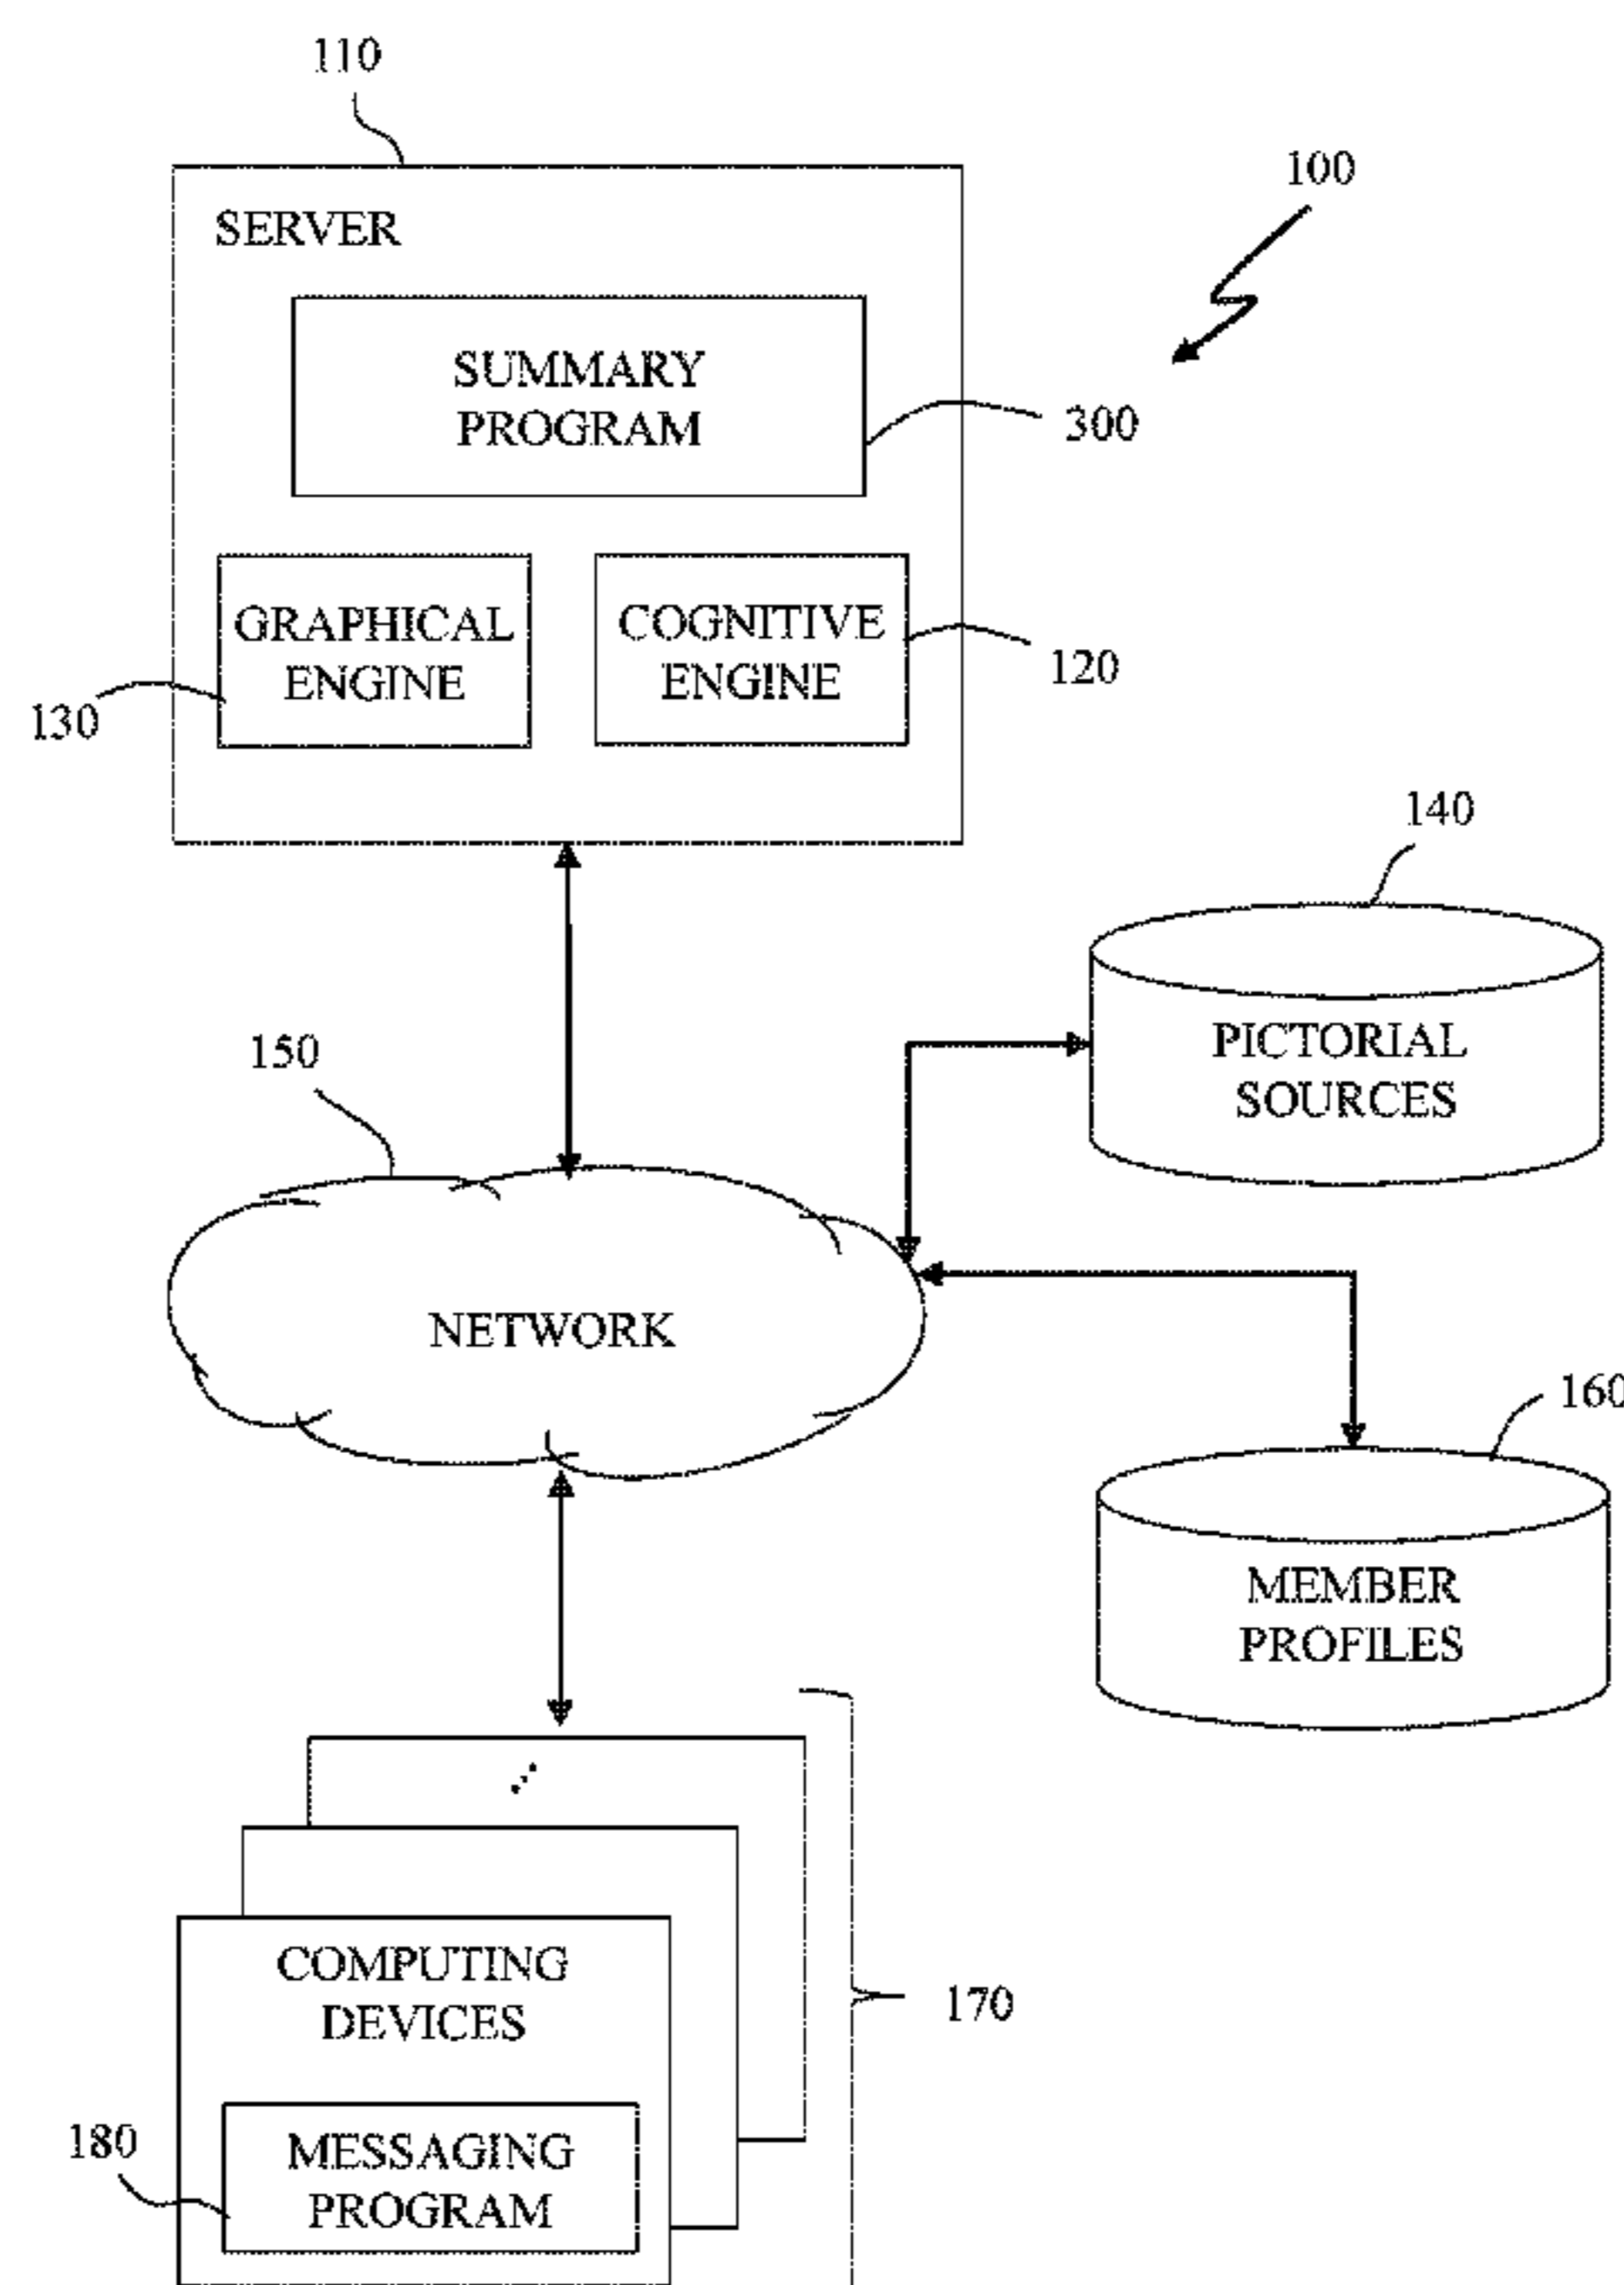 110
100
SERVER
SUMMARY
PROGRAM
300
GRAPHICAL
ENGINE
COGNITIVE
ENGINE
120
130
140
PICTORIAL
SOURCES
150
NETWORK
160
MEMBER
PROFILES
COMPUTING
DEVICES
170
180
MESSAGING
PROGRAM